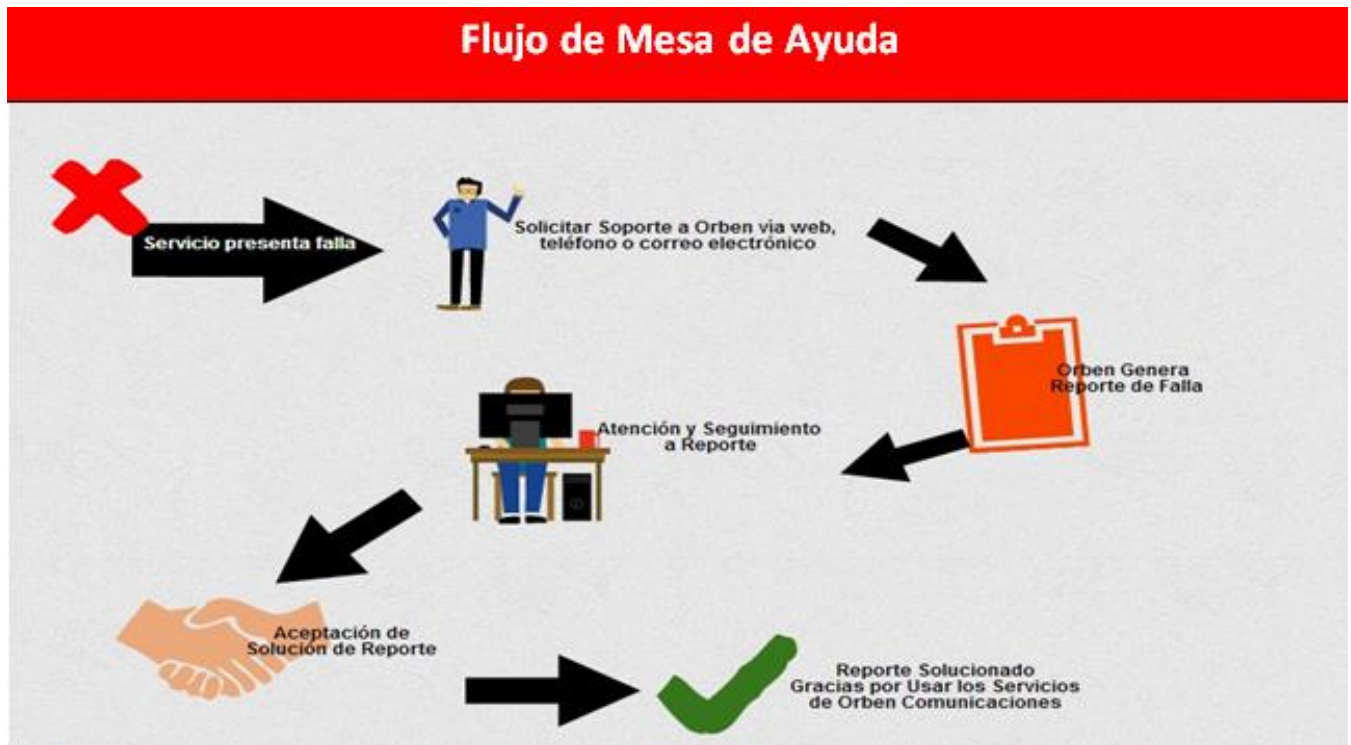 Flujo de Mesa de Ayuda
Servicio presenta falla
Solicitar Soporte a Orben vía web,
teléfono o correo electrónico
Orben Genera
Reporte de Falla
Atención y Seguimiento
a Reporte
Aceptación de
Solución de Reporte
Reporte Solucionado
Gracias por Usar los Servicios
de Orben Comunicaciones